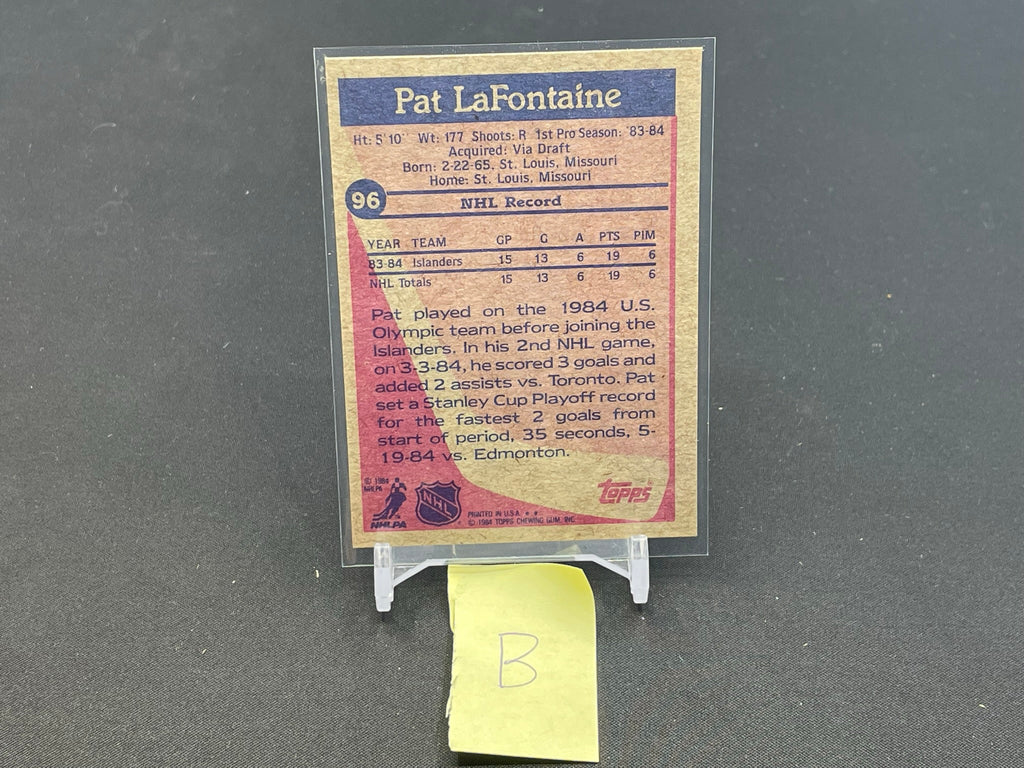 Pat LaFontaine
Ht: 5'10" Wt: 177 Shoots: R 1st Pro Season: '83-84
Acquired: Via Draft
Born: 2-22-65, St. Louis, Missouri
Home: St. Louis, Missouri
96
NHL Record
YEAR TEAM GP G A PTS PIM
83-84 Islanders 15 13 6 19 6
NHL Totals 15 13 6 19 6
Pat played on the 1984 U.S.
Olympic team before joining the
Islanders. In his 2nd NHL game,
on 3-3-84, he scored 3 goals and
added 2 assists vs. Toronto. Pat
set a Stanley Cup Playoff record
for the fastest 2 goals from
start of period, 35 seconds, 5-
19-84 vs. Edmonton.
© 1984
NHLPA
NHLPA
NHL
topps®
PRINTED IN U.S.A. * *
© 1984 TOPPS CHEWING GUM, INC.
B